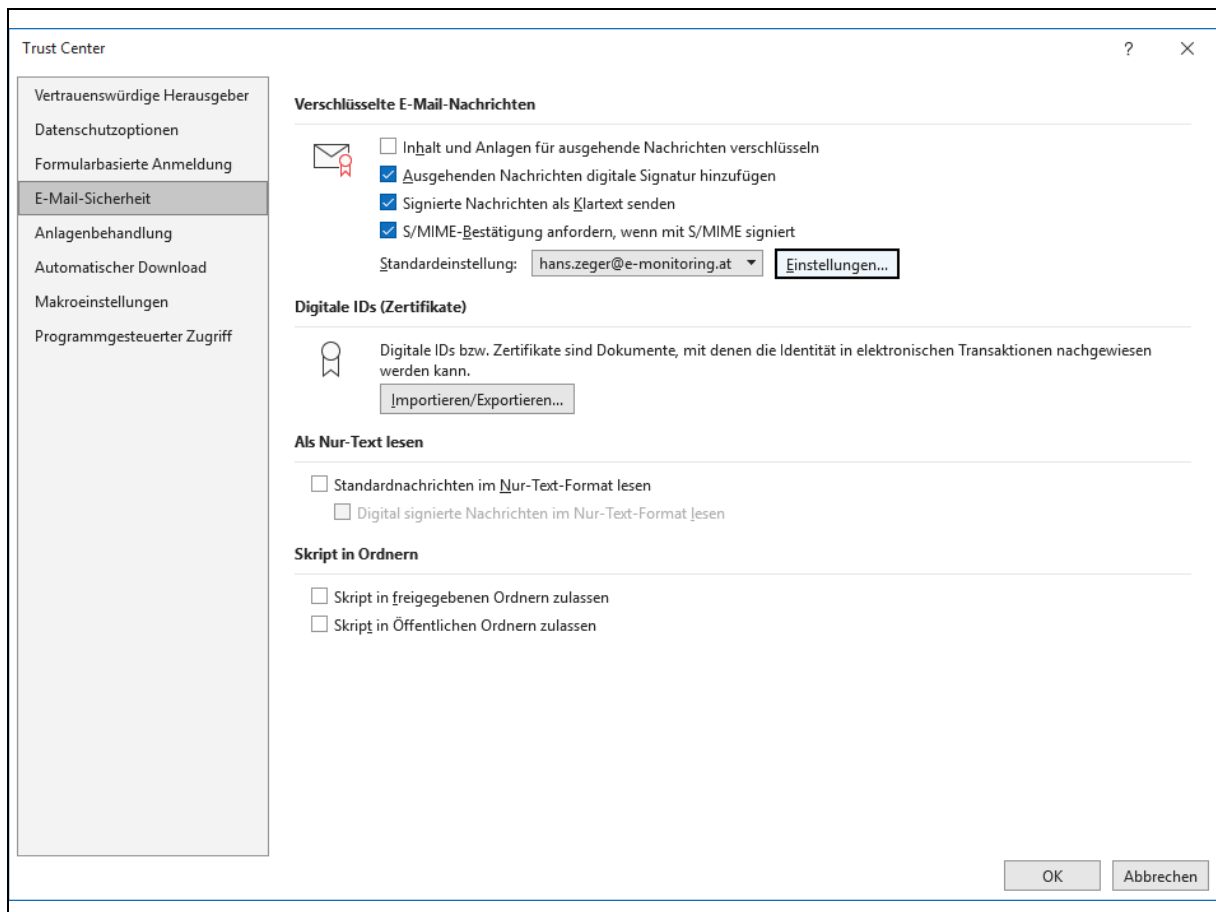 Trust Center
?
Vertrauenswürdige Herausgeber
Datenschutzoptionen
Formularbasierte Anmeldung
E-Mail-Sicherheit
Anlagenbehandlung
Automatischer Download
Makroeinstellungen
Programmgesteuerter Zugriff
Verschlüsselte E-Mail-Nachrichten
Inhalt und Anlagen für ausgehende Nachrichten verschlüsseln
Ausgehenden Nachrichten digitale Signatur hinzufügen
Signierte Nachrichten als Klartext senden
S/MIME-Bestätigung anfordern, wenn mit S/MIME signiert
Standardeinstellung: hans.zeger@e-monitoring.at Einstellungen...
Digitale IDs (Zertifikate)
Digitale IDs bzw. Zertifikate sind Dokumente, mit denen die Identität in elektronischen Transaktionen nachgewiesen
werden kann.
Importieren/Exportieren...
Als Nur-Text lesen
Standardnachrichten im Nur-Text-Format lesen
Digital signierte Nachrichten im Nur-Text-Format lesen
Skript in Ordnern
Skript in freigegebenen Ordnern zulassen
Skript in Öffentlichen Ordnern zulassen
OK Abbrechen